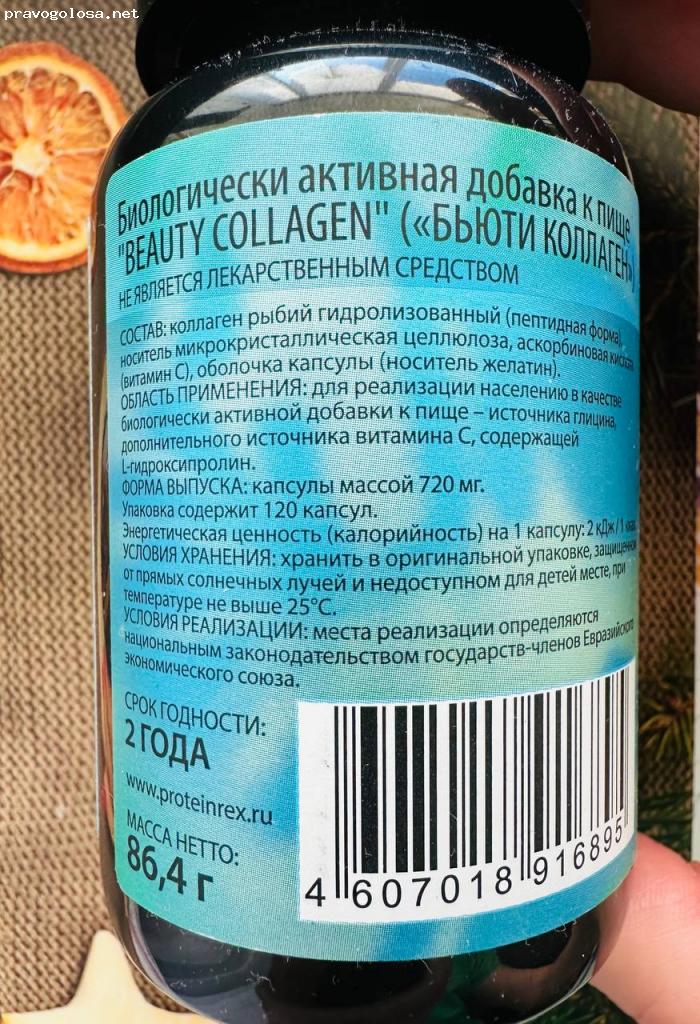 pravogolosa.net
Биологически активная добавка к пище
"BEAUTY COLLAGEN" («БЬЮТИ КОЛЛАГЕН»)
НЕ ЯВЛЯЕТСЯ ЛЕКАРСТВЕННЫМ СРЕДСТВОМ
СОСТАВ: коллаген рыбий гидролизованный (пептидная форма),
носитель микрокристаллическая целлюлоза, аскорбиновая кислота
(витамин С), оболочка капсулы (носитель желатин).
ОБЛАСТЬ ПРИМЕНЕНИЯ: для реализации населению в качестве
биологически активной добавки к пище – источника глицина,
дополнительного источника витамина С, содержащей
L-гидроксипролин.
ФОРМА ВЫПУСКА: капсулы массой 720 мг.
Упаковка содержит 120 капсул.
Энергетическая ценность (калорийность) на 1 капсулу: 2 кДж / 1 ккал.
УСЛОВИЯ ХРАНЕНИЯ: хранить в оригинальной упаковке, защищенном
от прямых солнечных лучей и недоступном для детей месте, при
температуре не выше 25°С.
УСЛОВИЯ РЕАЛИЗАЦИИ: места реализации определяются
национальным законодательством государств-членов Евразийского
экономического союза.
СРОК ГОДНОСТИ:
2 ГОДА
www.proteinrex.ru
МАССА НЕТТО:
86,4 г
4 607018 916895